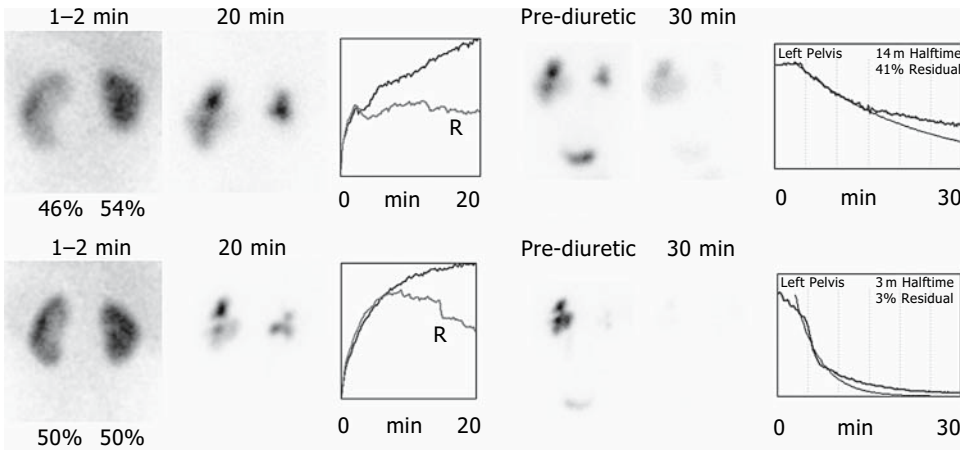 1–2 min 20 min Pre-diuretic 30 min
Left Pelvis 14 m Halftime
41% Residual
R
0 min 20 0 min 30
46% 54%
1–2 min 20 min Pre-diuretic 30 min
Left Pelvis 3 m Halftime
3% Residual
R
0 min 20 0 min 30
50% 50%